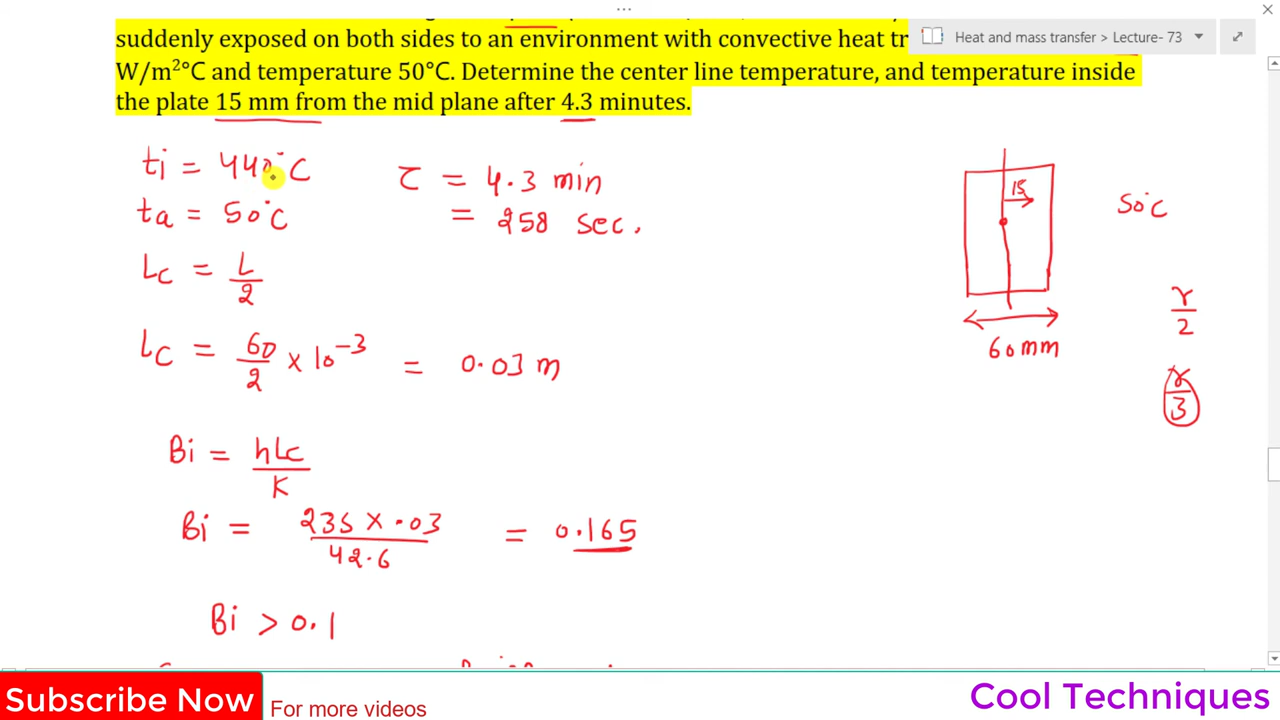 suddenly exposed on both sides to an environment with convective heat tr
Heat and mass transfer > Lecture- 73
W/m²°C and temperature 50°C. Determine the center line temperature, and temperature inside
the plate 15 mm from the mid plane after 4.3 minutes.
ti = 440°C
τ = 4.3 min
ta = 50°C
= 258 sec.
Lc = L/2
Lc = 60/2 × 10⁻³ = 0.03 m
15
50°C
60mm
r/2
r/3
Bi = hLc/K
Bi = 235 × .03/42.6 = 0.165
Bi > 0.1
Subscribe Now
For more videos
Cool Techniques